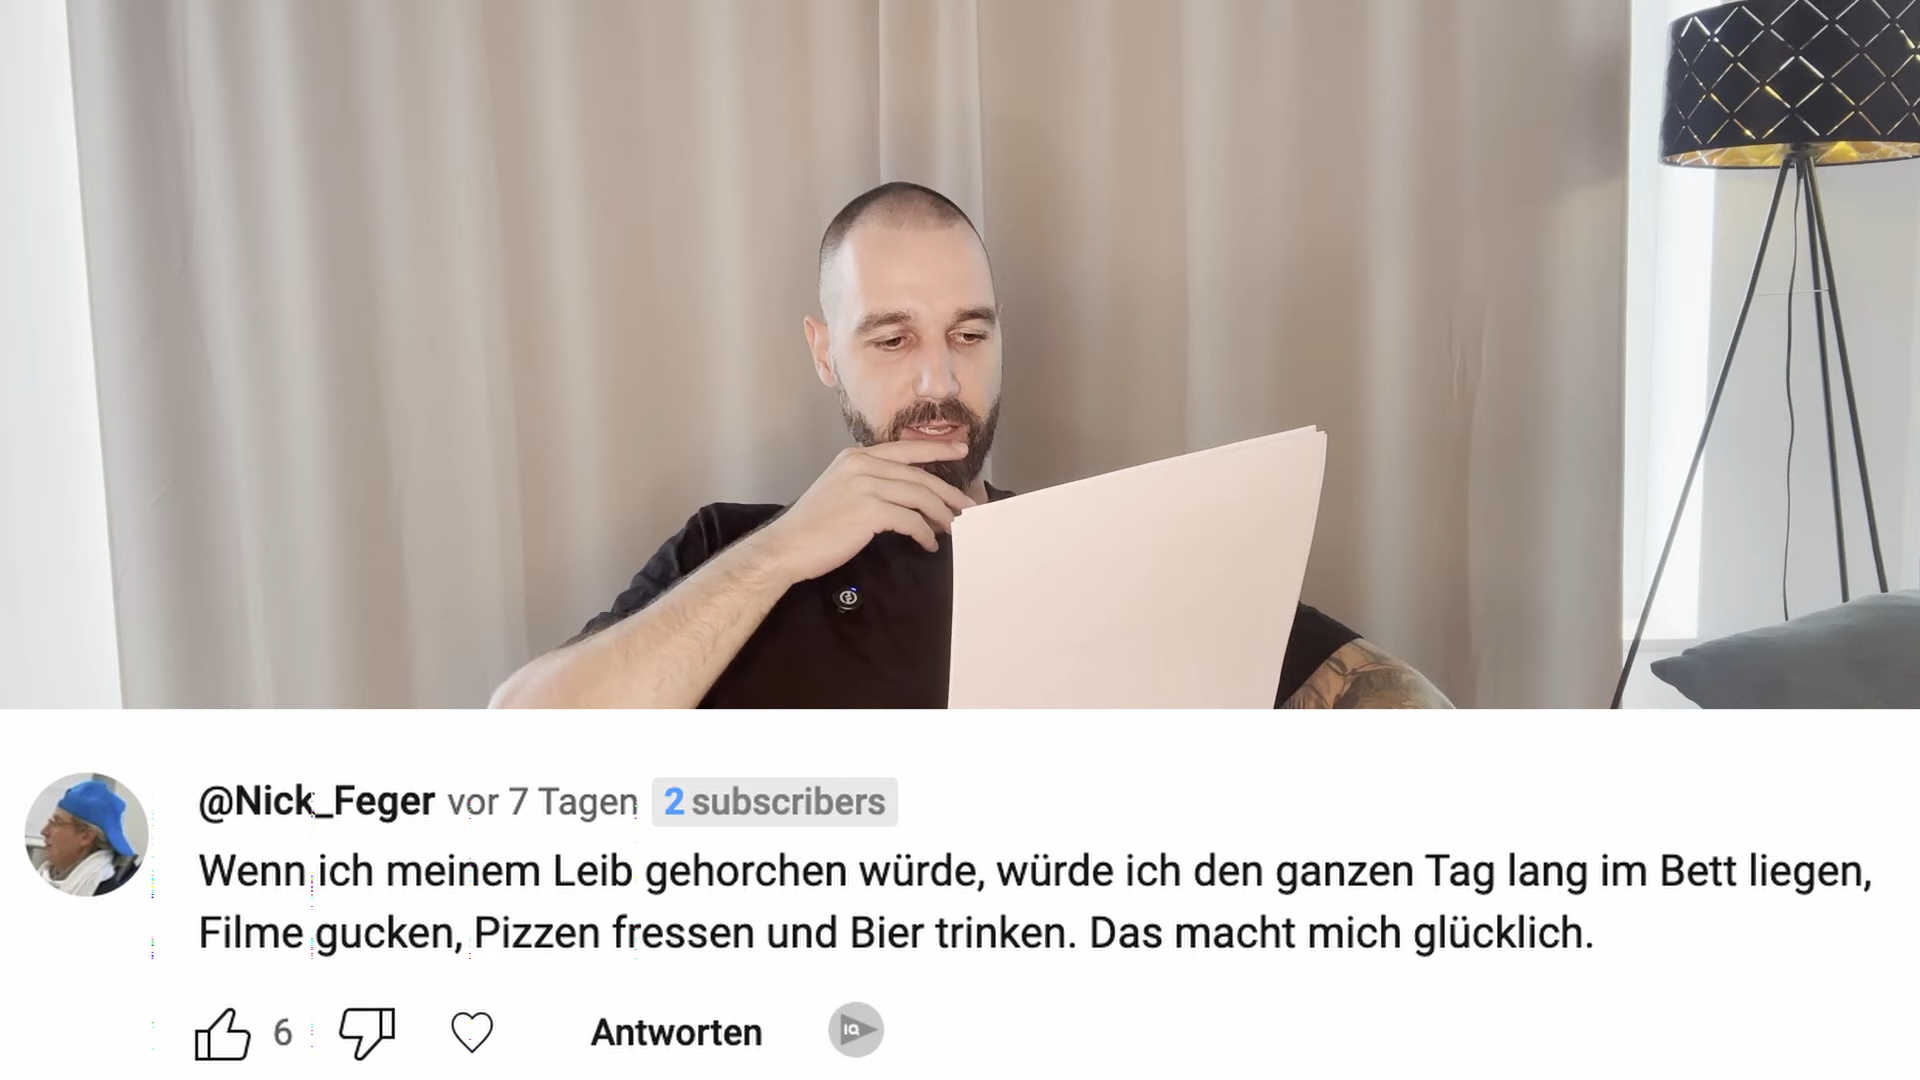 @Nick_Feger vor 7 Tagen 2 subscribers
Wenn ich meinem Leib gehorchen würde, würde ich den ganzen Tag lang im Bett liegen,
Filme gucken, Pizzen fressen und Bier trinken. Das macht mich glücklich.
6 Antworten IQ